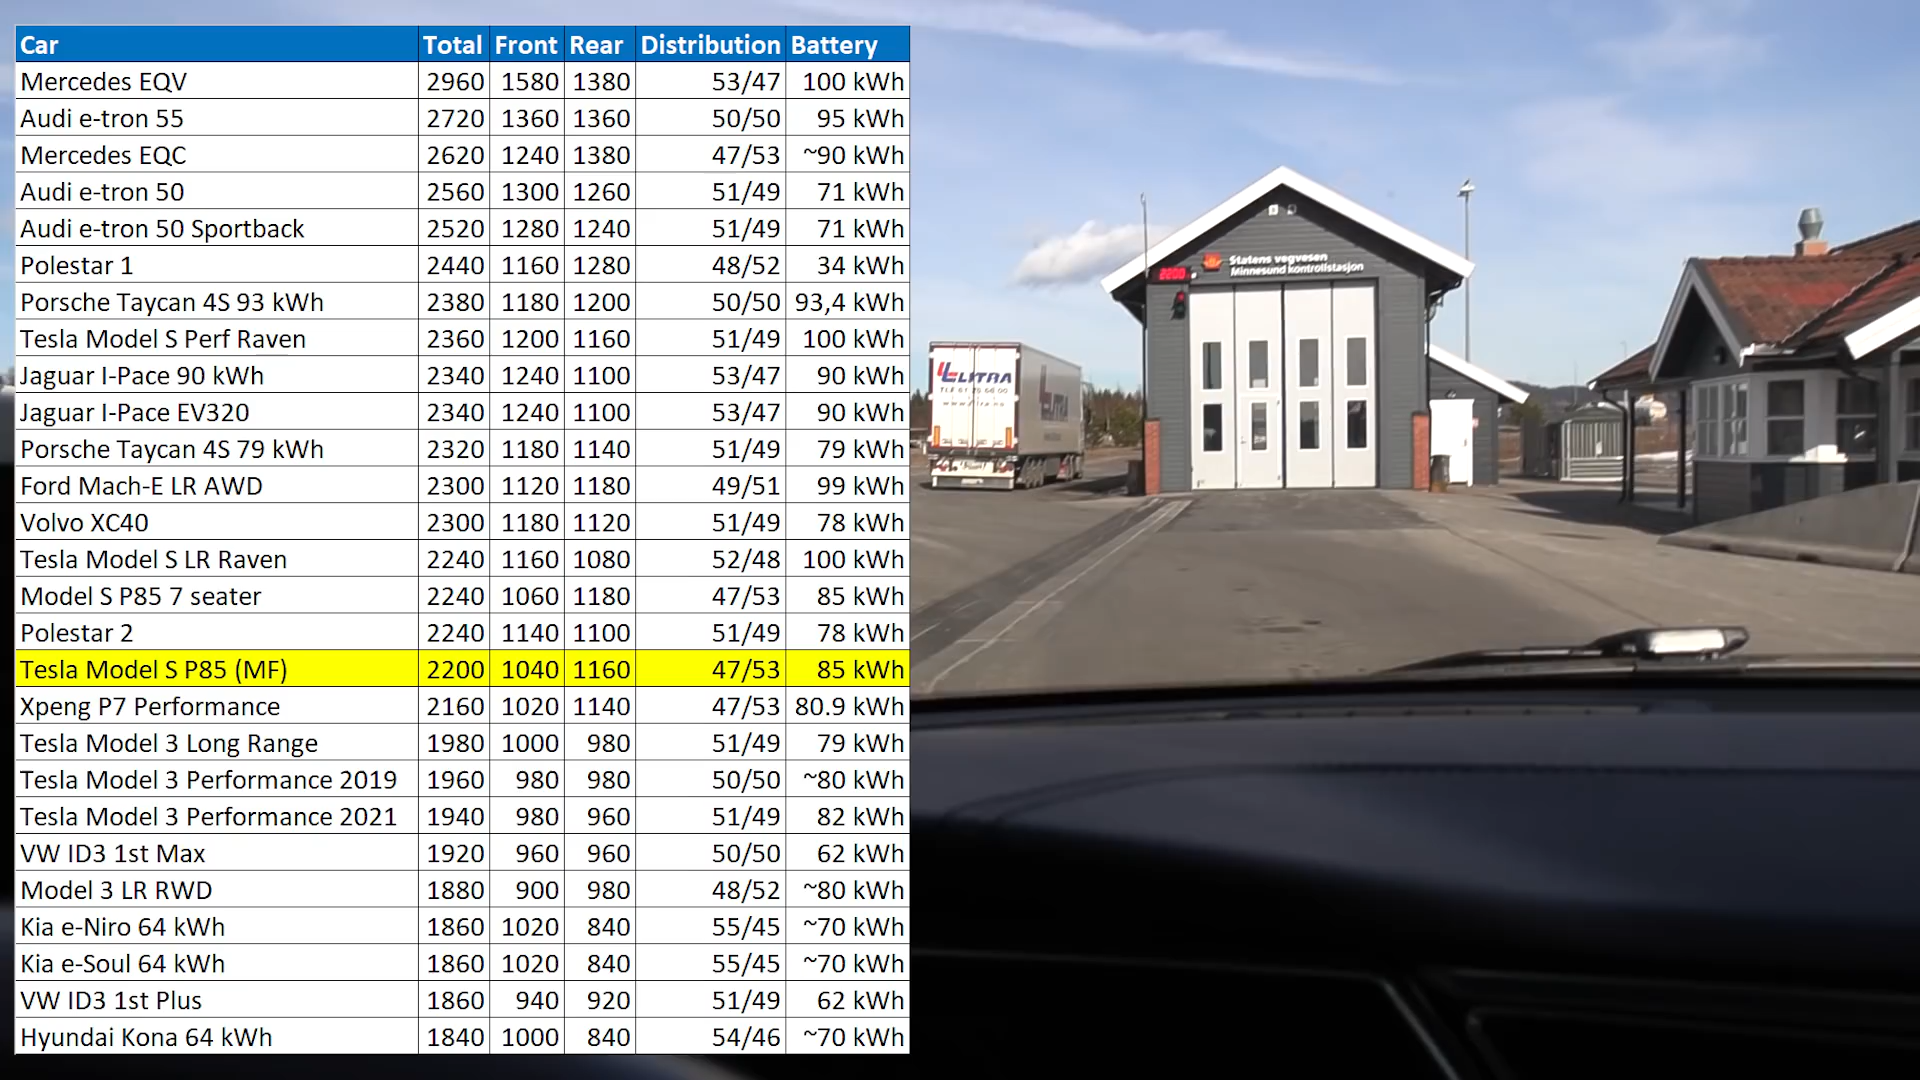 Car Total Front Rear Distribution Battery
Mercedes EQV 2960 1580 1380 53/47 100 kWh
Audi e-tron 55 2720 1360 1360 50/50 95 kWh
Mercedes EQC 2620 1240 1380 47/53 ~90 kWh
Audi e-tron 50 2560 1300 1260 51/49 71 kWh
Audi e-tron 50 Sportback 2520 1280 1240 51/49 71 kWh
Polestar 1 2440 1160 1280 48/52 34 kWh
Porsche Taycan 4S 93 kWh 2380 1180 1200 50/50 93,4 kWh
Tesla Model S Perf Raven 2360 1200 1160 51/49 100 kWh
Jaguar I-Pace 90 kWh 2340 1240 1100 53/47 90 kWh
Jaguar I-Pace EV320 2340 1240 1100 53/47 90 kWh
Porsche Taycan 4S 79 kWh 2320 1180 1140 51/49 79 kWh
Ford Mach-E LR AWD 2300 1120 1180 49/51 99 kWh
Volvo XC40 2300 1180 1120 51/49 78 kWh
Tesla Model S LR Raven 2240 1160 1080 52/48 100 kWh
Model S P85 7 seater 2240 1060 1180 47/53 85 kWh
Polestar 2 2240 1140 1100 51/49 78 kWh
Tesla Model S P85 (MF) 2200 1040 1160 47/53 85 kWh
Xpeng P7 Performance 2160 1020 1140 47/53 80.9 kWh
Tesla Model 3 Long Range 1980 1000 980 51/49 79 kWh
Tesla Model 3 Performance 2019 1960 980 980 50/50 ~80 kWh
Tesla Model 3 Performance 2021 1940 980 960 51/49 82 kWh
VW ID3 1st Max 1920 960 960 50/50 62 kWh
Model 3 LR RWD 1880 900 980 48/52 ~80 kWh
Kia e-Niro 64 kWh 1860 1020 840 55/45 ~70 kWh
Kia e-Soul 64 kWh 1860 1020 840 55/45 ~70 kWh
VW ID3 1st Plus 1860 940 920 51/49 62 kWh
Hyundai Kona 64 kWh 1840 1000 840 54/46 ~70 kWh
Statens vegvesen
Minnesund kontrollstasjon
2200
LITRA